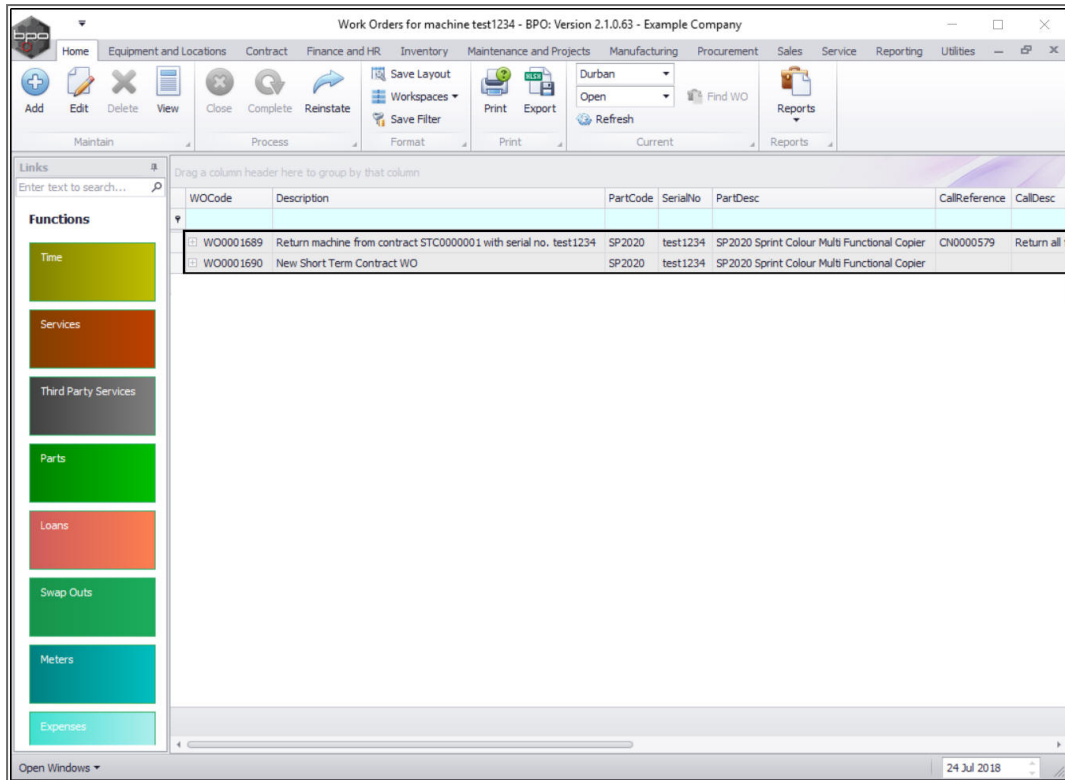 Work Orders for machine test1234 - BPO: Version 2.1.0.63 - Example Company
bpo
Home Equipment and Locations Contract Finance and HR Inventory Maintenance and Projects Manufacturing Procurement Sales Service Reporting Utilities
Add Edit Delete View Close Complete Reinstate Save Layout Workspaces Save Filter Print Export Durban Open Refresh Find WO Reports
Maintain Process Format Print Current Reports
Links
Enter text to search...
Functions
Time
Services
Third Party Services
Parts
Loans
Swap Outs
Meters
Expenses
Drag a column header here to group by that column
WOCode Description PartCode SerialNo PartDesc CallReference CallDesc
WO0001689 Return machine from contract STC0000001 with serial no. test1234 SP2020 test1234 SP2020 Sprint Colour Multi Functional Copier CN0000579 Return all
WO0001690 New Short Term Contract WO SP2020 test1234 SP2020 Sprint Colour Multi Functional Copier
Open Windows 24 Jul 2018